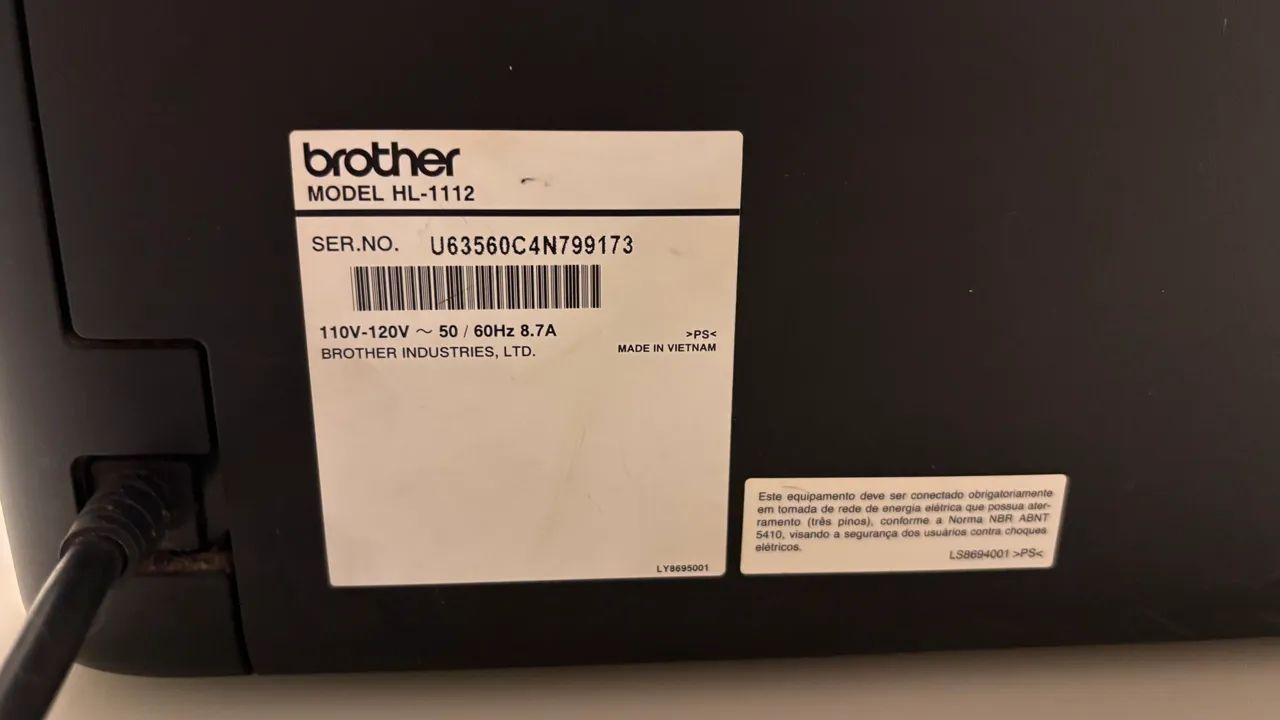 brother
MODEL HL-1112
SER.NO. U63560C4N799173
110V-120V ～ 50 / 60Hz 8.7A
BROTHER INDUSTRIES, LTD.
>PS<
MADE IN VIETNAM
LY8695001
Este equipamento deve ser conectado obrigatoriamente
em tomada de rede de energia elétrica que possua ater-
ramento (três pinos), conforme a Norma NBR ABNT
5410, visando a segurança dos usuários contra choques
elétricos.
LS8694001 >PS<